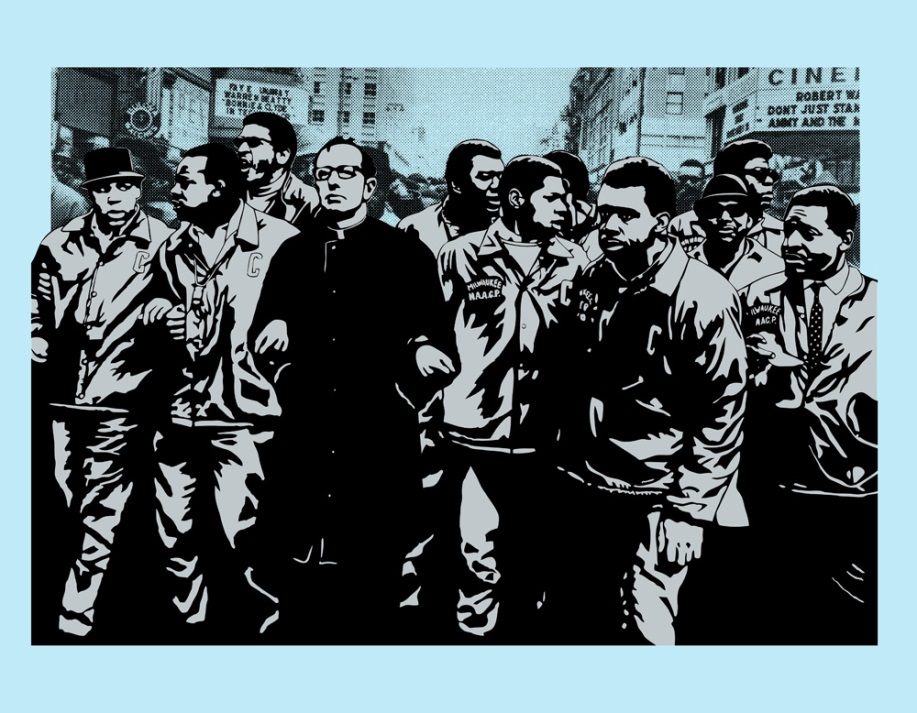 FAYE DUNAWAY
WARREN BEATTY
"BONNIE & CLYDE"
CINE
ROBERT WA
DONT JUST STAN
AMMY AND THE
C
C
MILWAUKEE
N.A.A.C.P.
C
MILWAUKEE
A.A.C.P.